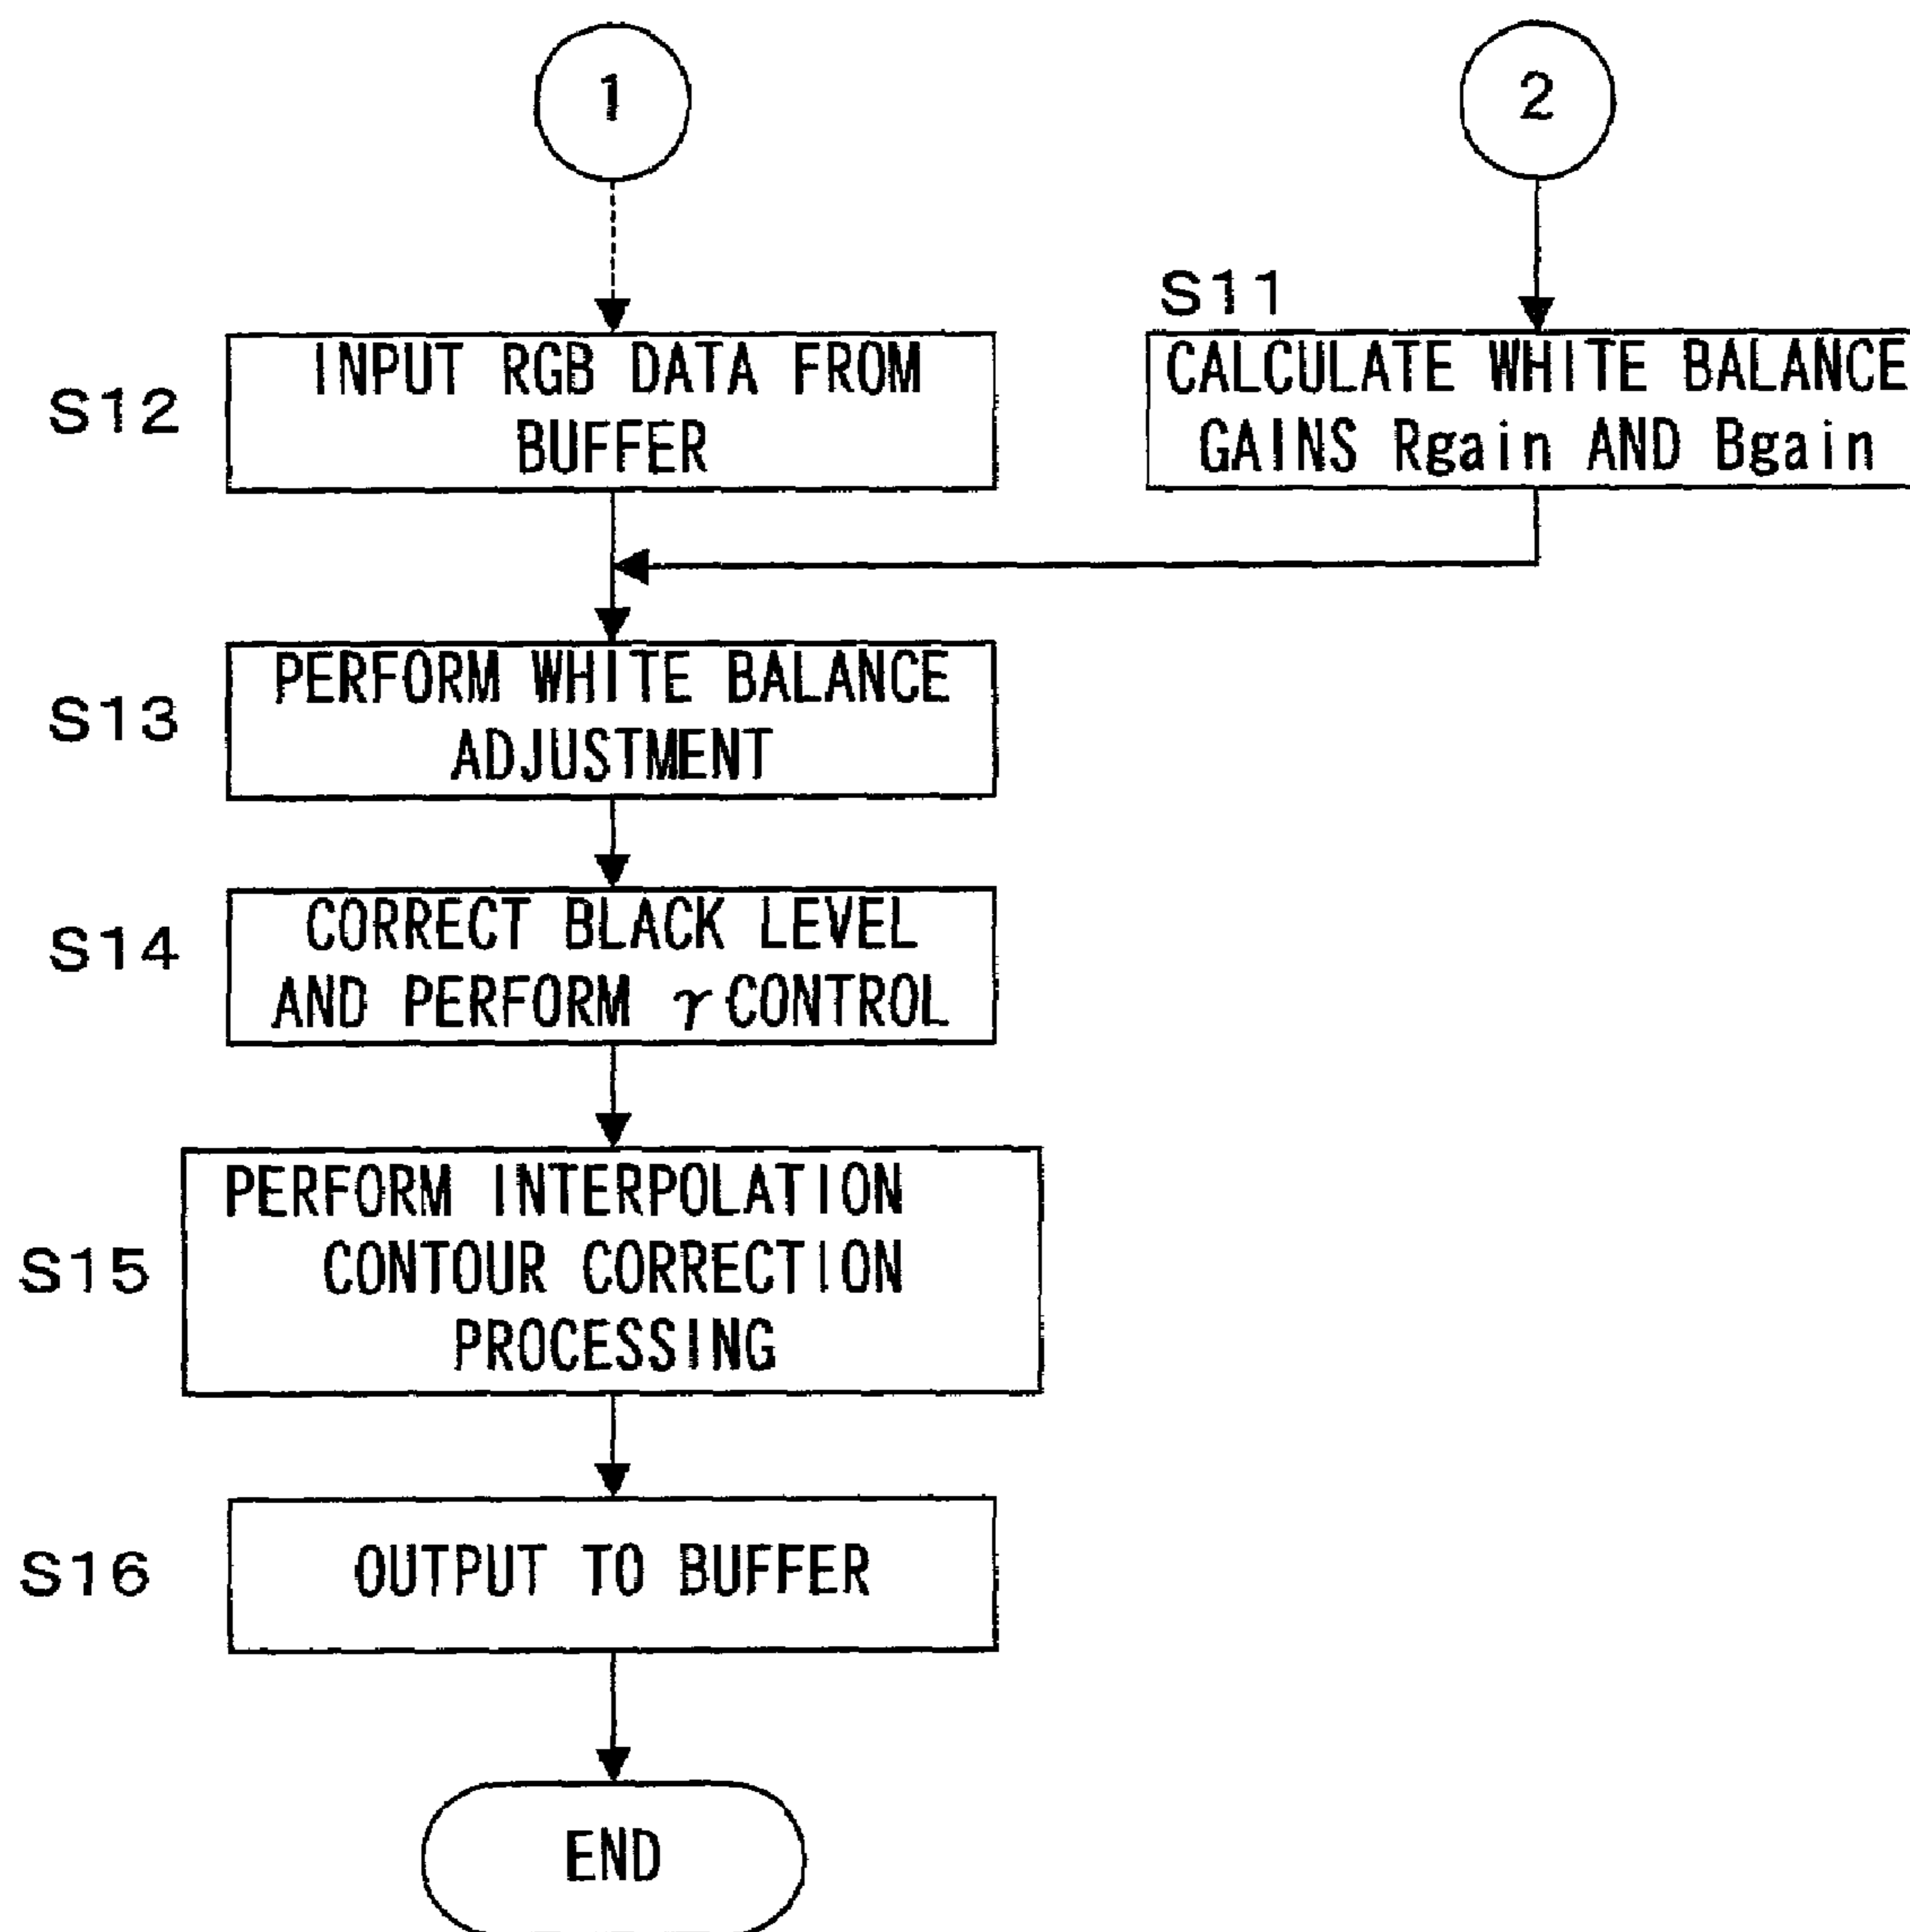 1
2
S11
S12
INPUT RGB DATA FROM
BUFFER
CALCULATE WHITE BALANCE
GAINS Rgain AND Bgain
S13
PERFORM WHITE BALANCE
ADJUSTMENT
S14
CORRECT BLACK LEVEL
AND PERFORM γ CONTROL
S15
PERFORM INTERPOLATION
CONTOUR CORRECTION
PROCESSING
S16
OUTPUT TO BUFFER
END